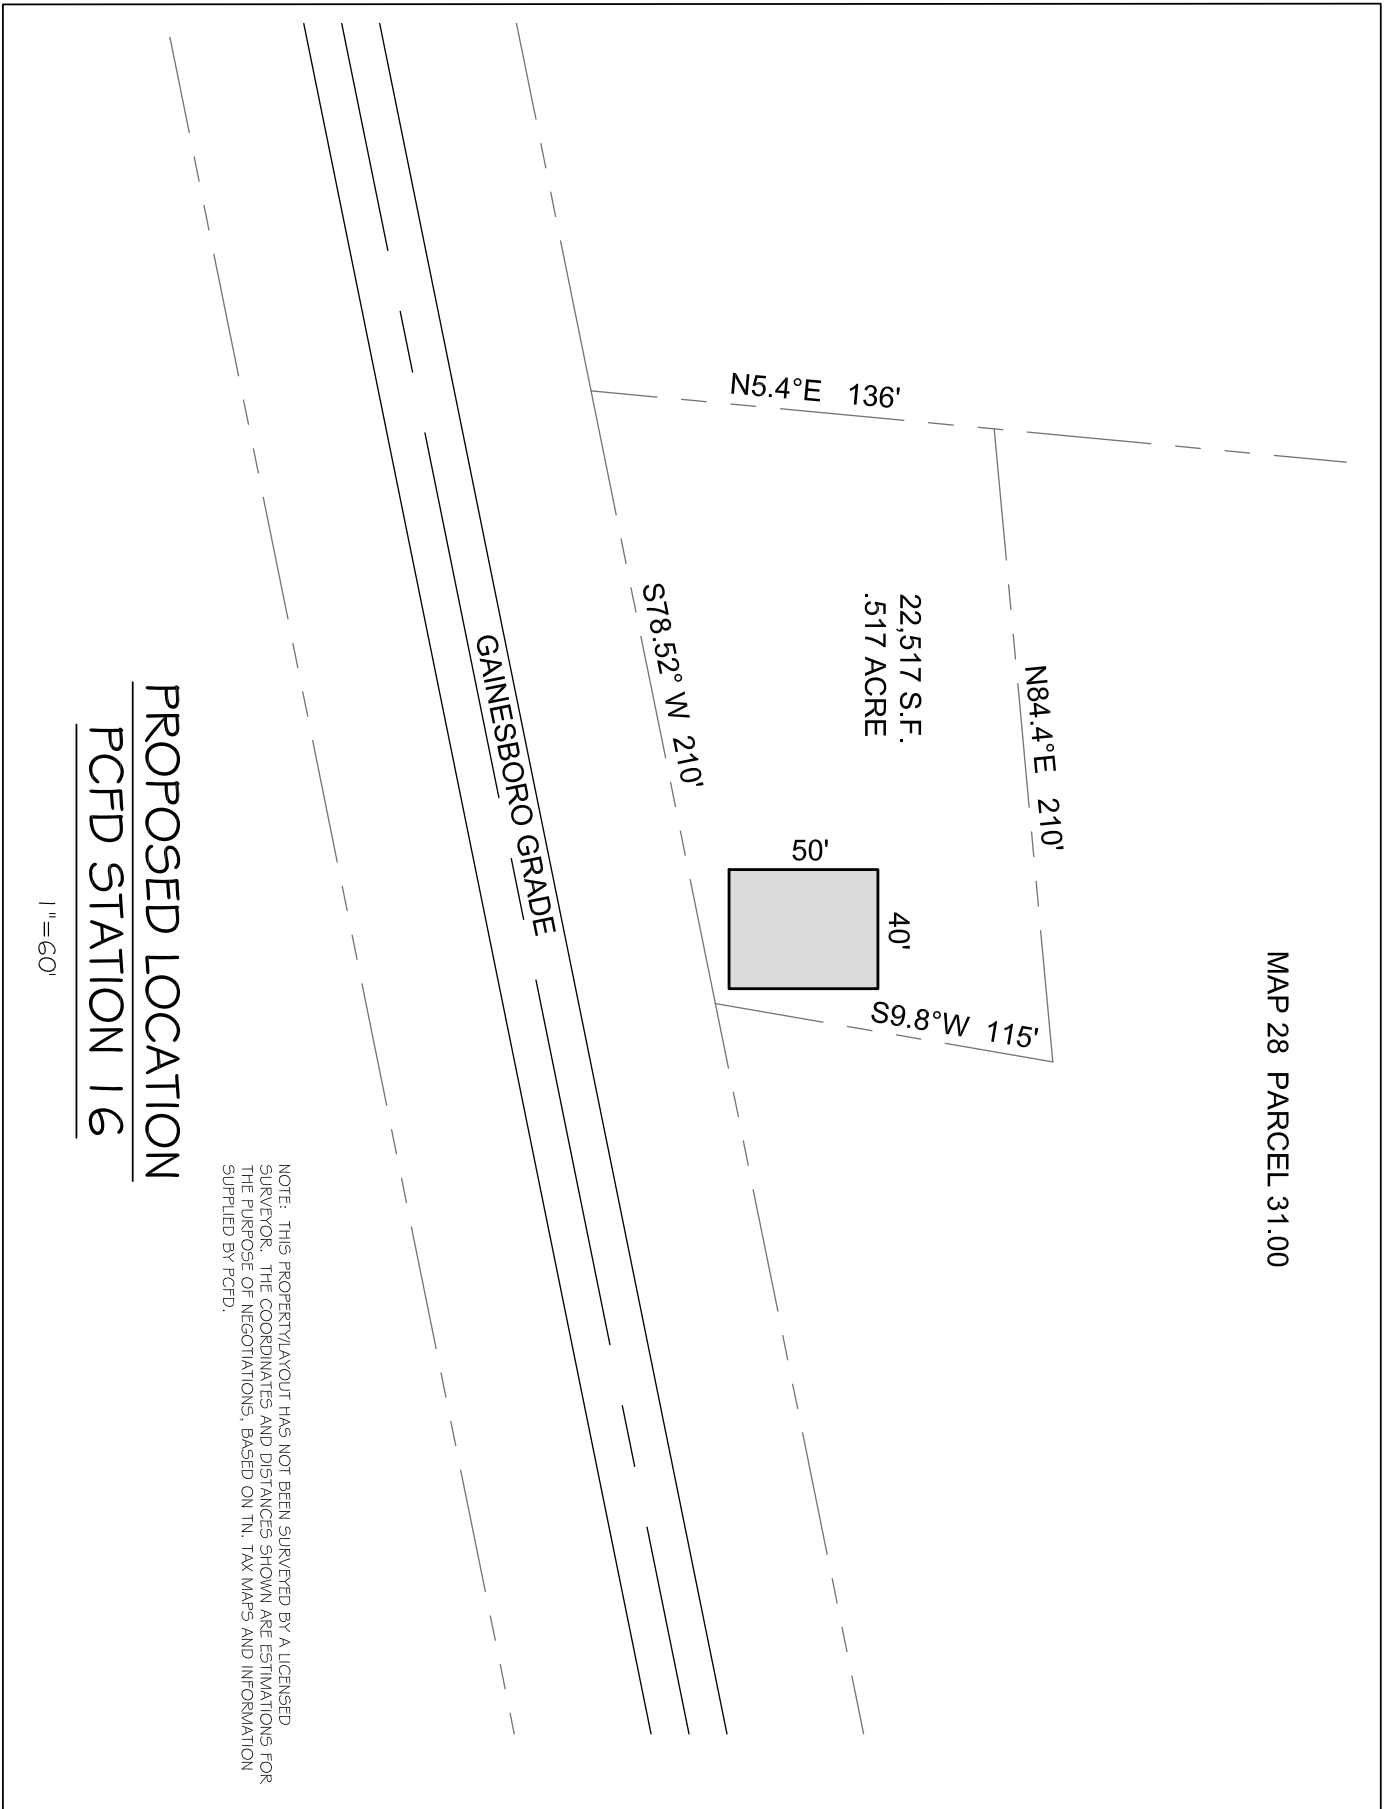 MAP 28 PARCEL 31.00
N84.4°E 210'
N5.4°E 136'
22,517 S.F.
.517 ACRE
40'
50'
S9.8°W 115'
S78.52° W 210'
GAINESBORO GRADE
NOTE: THIS PROPERTY/LAYOUT HAS NOT BEEN SURVEYED BY A LICENSED
SURVEYOR. THE COORDINATES AND DISTANCES SHOWN ARE ESTIMATIONS FOR
THE PURPOSE OF NEGOTIATIONS, BASED ON TN. TAX MAPS AND INFORMATION
SUPPLIED BY PCFD.
PROPOSED LOCATION
PCFD STATION 16
1"=60'